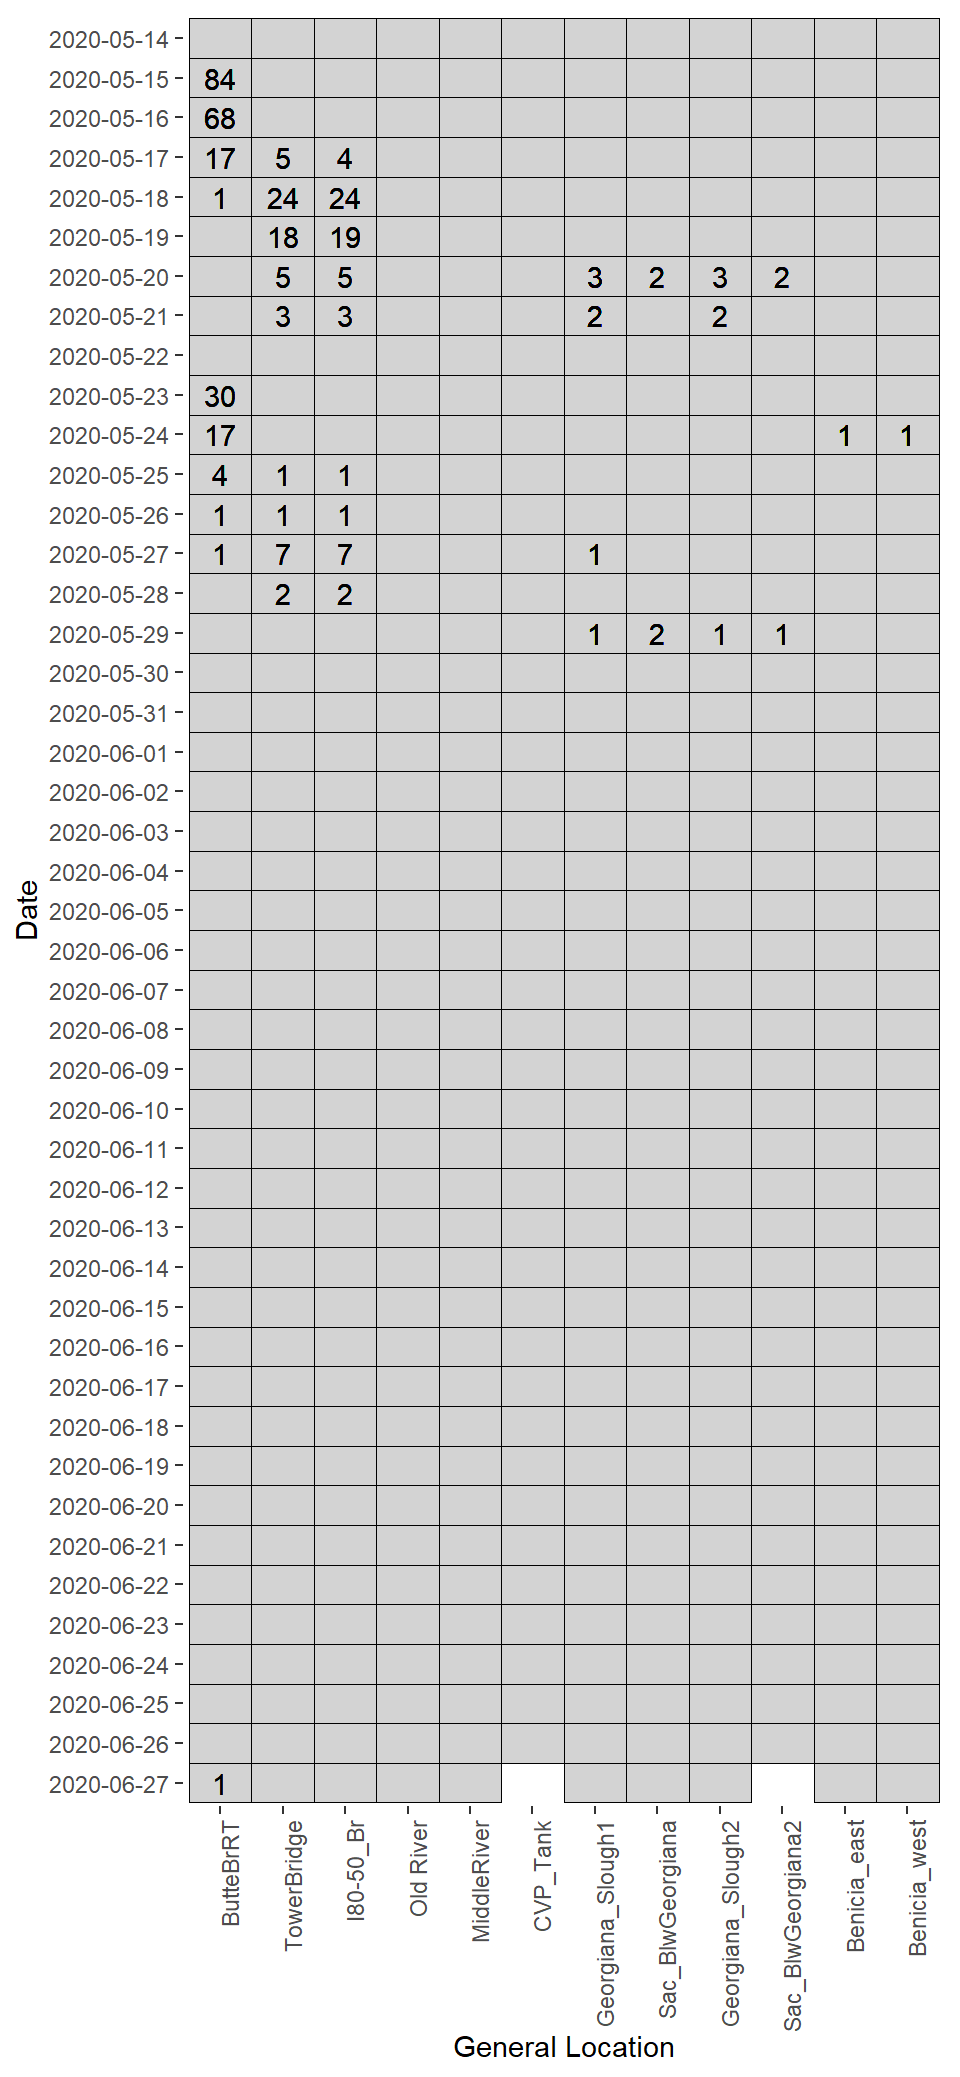 2020-05-14
2020-05-15 84
2020-05-16 68
2020-05-17 17 5 4
2020-05-18 1 24 24
2020-05-19 18 19
2020-05-20 5 5 3 2 3 2
2020-05-21 3 3 2 2
2020-05-22
2020-05-23 30
2020-05-24 17 1 1
2020-05-25 4 1 1
2020-05-26 1 1 1
2020-05-27 1 7 7 1
2020-05-28 2 2
2020-05-29 1 2 1 1
2020-05-30
2020-05-31
2020-06-01
2020-06-02
2020-06-03
2020-06-04
2020-06-05
2020-06-06
2020-06-07
2020-06-08
2020-06-09
2020-06-10
2020-06-11
2020-06-12
2020-06-13
2020-06-14
2020-06-15
2020-06-16
2020-06-17
2020-06-18
2020-06-19
2020-06-20
2020-06-21
2020-06-22
2020-06-23
2020-06-24
2020-06-25
2020-06-26
2020-06-27 1
Date
ButteBrRT
TowerBridge
I80-50_Br
Old River
MiddleRiver
CVP_Tank
Georgiana_Slough1
Sac_BlwGeorgiana
Georgiana_Slough2
Sac_BlwGeorgiana2
Benicia_east
Benicia_west
General Location